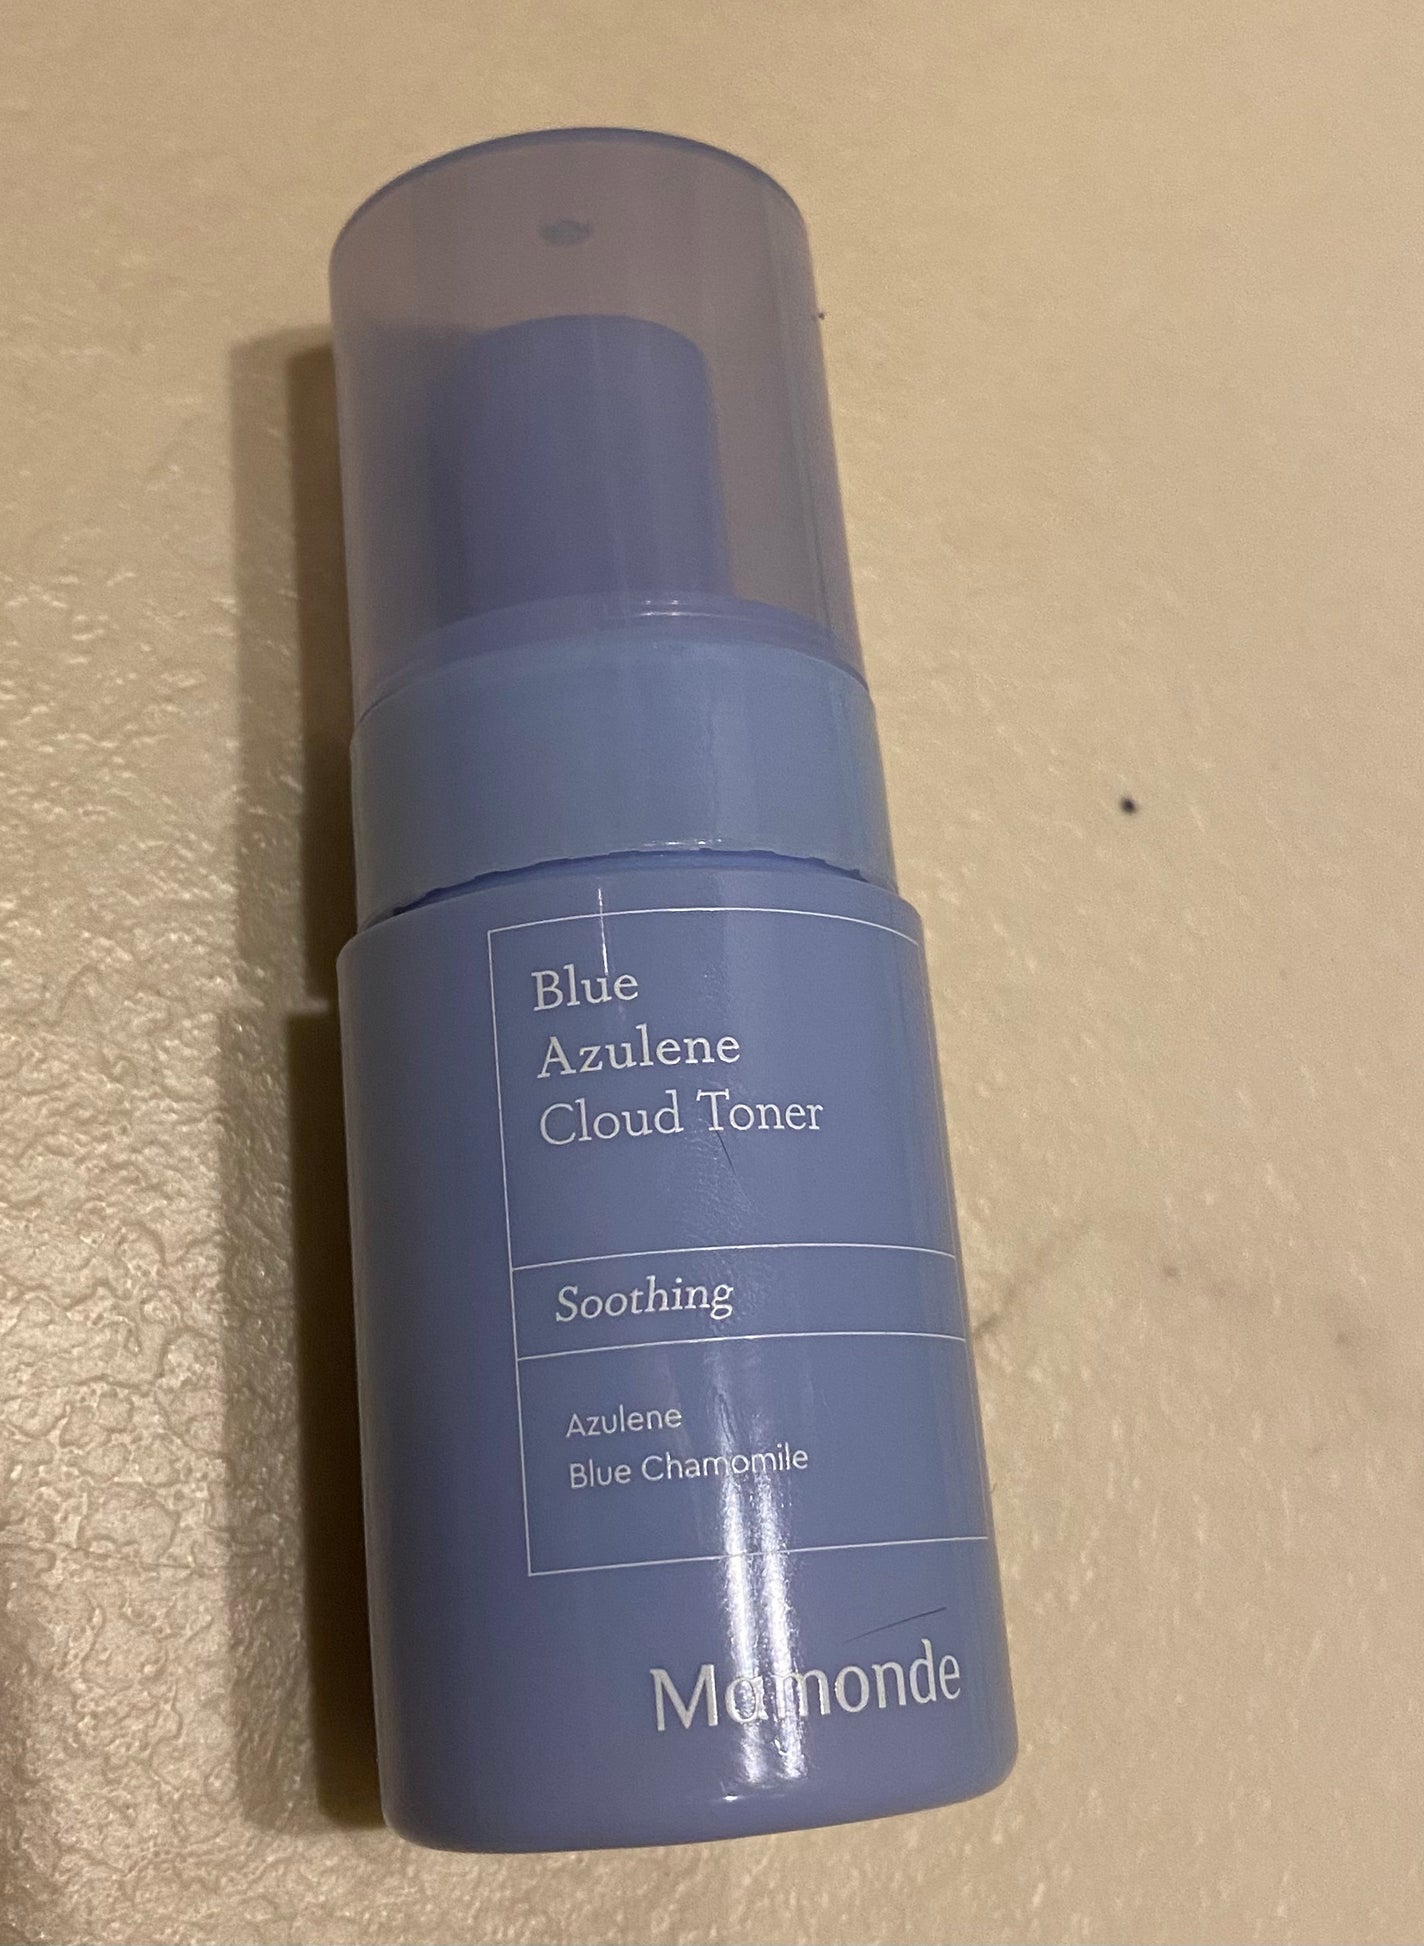 Blue
Azulene
Cloud Toner
Soothing
Azulene
Blue Chamomile
Mamonde